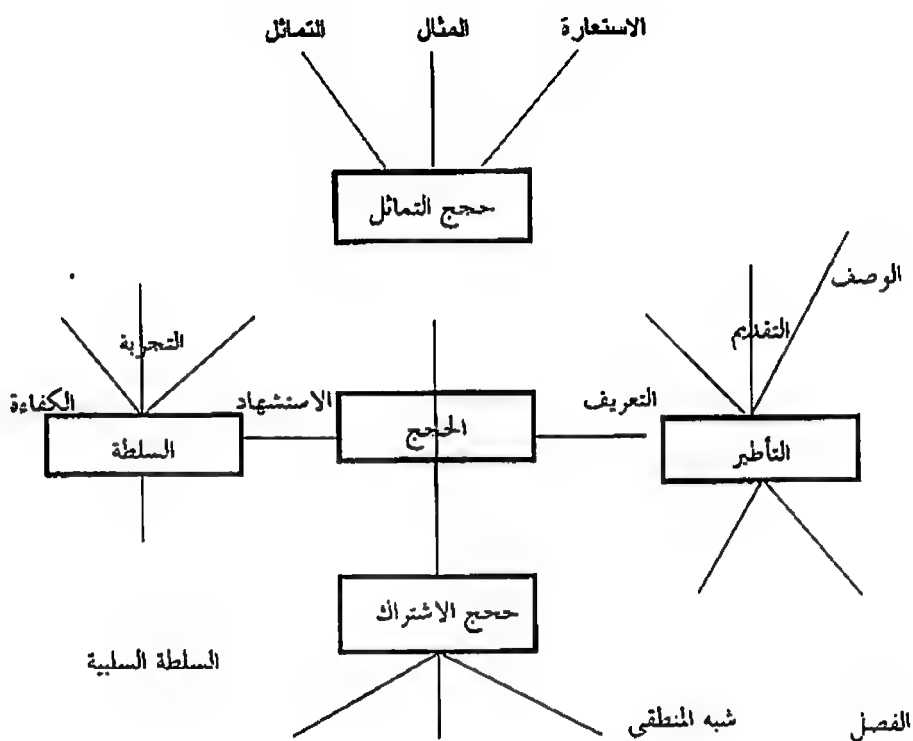 الاستعارة
المثال
التماثل
حجج التماثل
الوصف
التقديم
التجربة
التعريف
الاستشهاد
الكفاءة
التأطير
الحجج
السلطة
حجج الاشتراك
السلطة السلبية
شبه المنطقي
الفصل